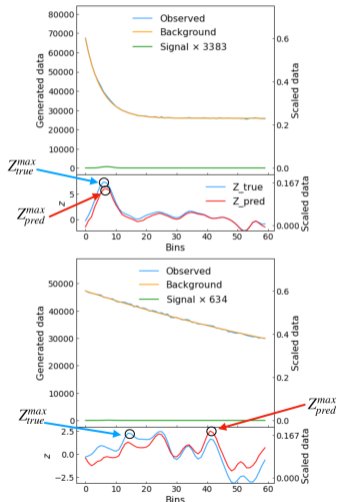 80000
70000
60000
50000
40000
30000
20000
10000
0
Generated data
Observed
Background
Signal × 3383
0.6
0.4
0.2
0.0
Scaled data
Z_true^max
Z_pred^max
5
0
z
Z_true
Z_pred
0.167
0.000
Scaled data
0 10 20 30 40 50 60
Bins
50000
40000
30000
20000
10000
0
Generated data
Observed
Background
Signal × 634
0.6
0.4
0.2
0.0
Scaled data
Z_true^max
Z_pred^max
2.5
0.0
−2.5
z
0.167
0.000
Scaled data
0 10 20 30 40 50 60
Bins